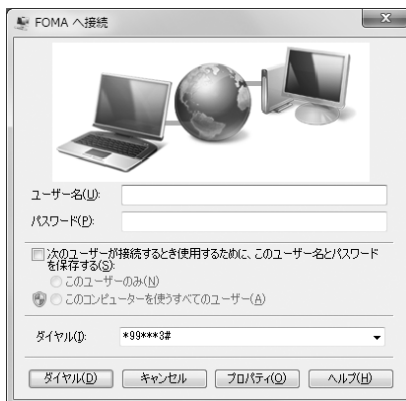 FOMA へ接続
ユーザー名(U):
パスワード(P):
次のユーザーが接続するとき使用するために、このユーザー名とパスワード
を保存する(S):
このユーザーのみ(N)
このコンピューターを使うすべてのユーザー(A)
ダイヤル(I): *99***3#
ダイヤル(D) キャンセル プロパティ(O) ヘルプ(H)